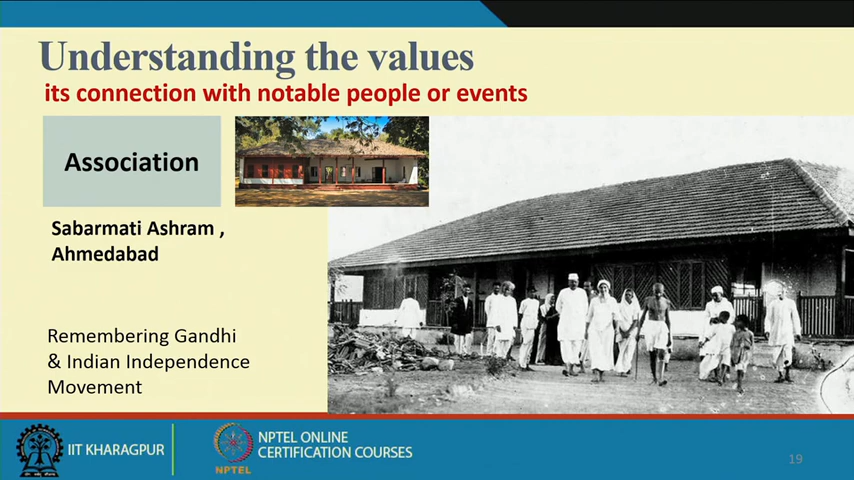 Understanding the values
its connection with notable people or events
Association
Sabarmati Ashram ,
Ahmedabad
Remembering Gandhi
& Indian Independence
Movement
IIT KHARAGPUR
NPTEL
NPTEL ONLINE
CERTIFICATION COURSES
19